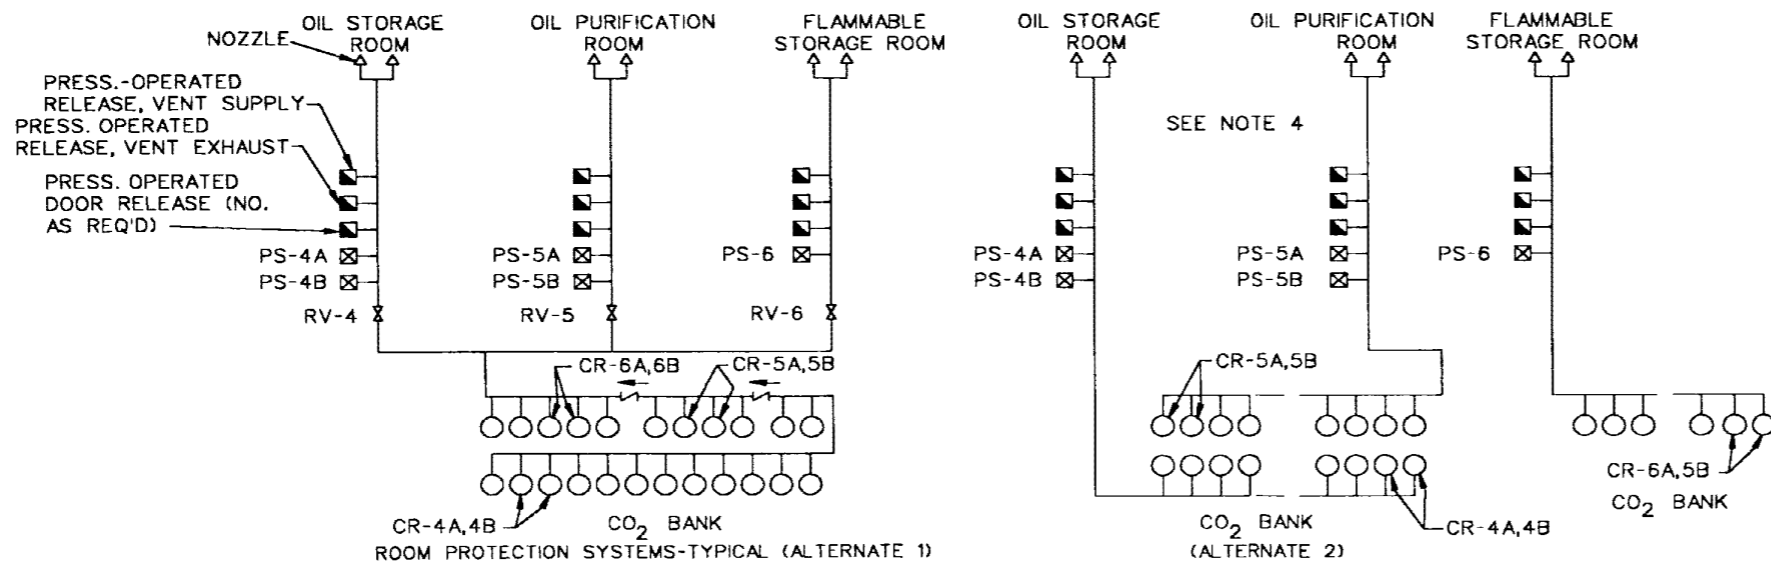 OIL STORAGE
ROOM
OIL PURIFICATION
ROOM
FLAMMABLE
STORAGE ROOM
NOZZLE
PRESS.-OPERATED
RELEASE, VENT SUPPLY
PRESS. OPERATED
RELEASE, VENT EXHAUST
PRESS. OPERATED
DOOR RELEASE (NO.
AS REQ'D)
PS-4A
PS-4B
RV-4
PS-5A
PS-5B
RV-5
PS-6
RV-6
CR-6A,6B
CR-5A,5B
CR-4A,4B
CO2 BANK
ROOM PROTECTION SYSTEMS-TYPICAL (ALTERNATE 1)
OIL STORAGE
ROOM
OIL PURIFICATION
ROOM
FLAMMABLE
STORAGE ROOM
SEE NOTE 4
PS-4A
PS-4B
PS-5A
PS-5B
PS-6
CR-5A,5B
CR-6A,5B
CO2 BANK
CR-4A,4B
CO2 BANK
(ALTERNATE 2)